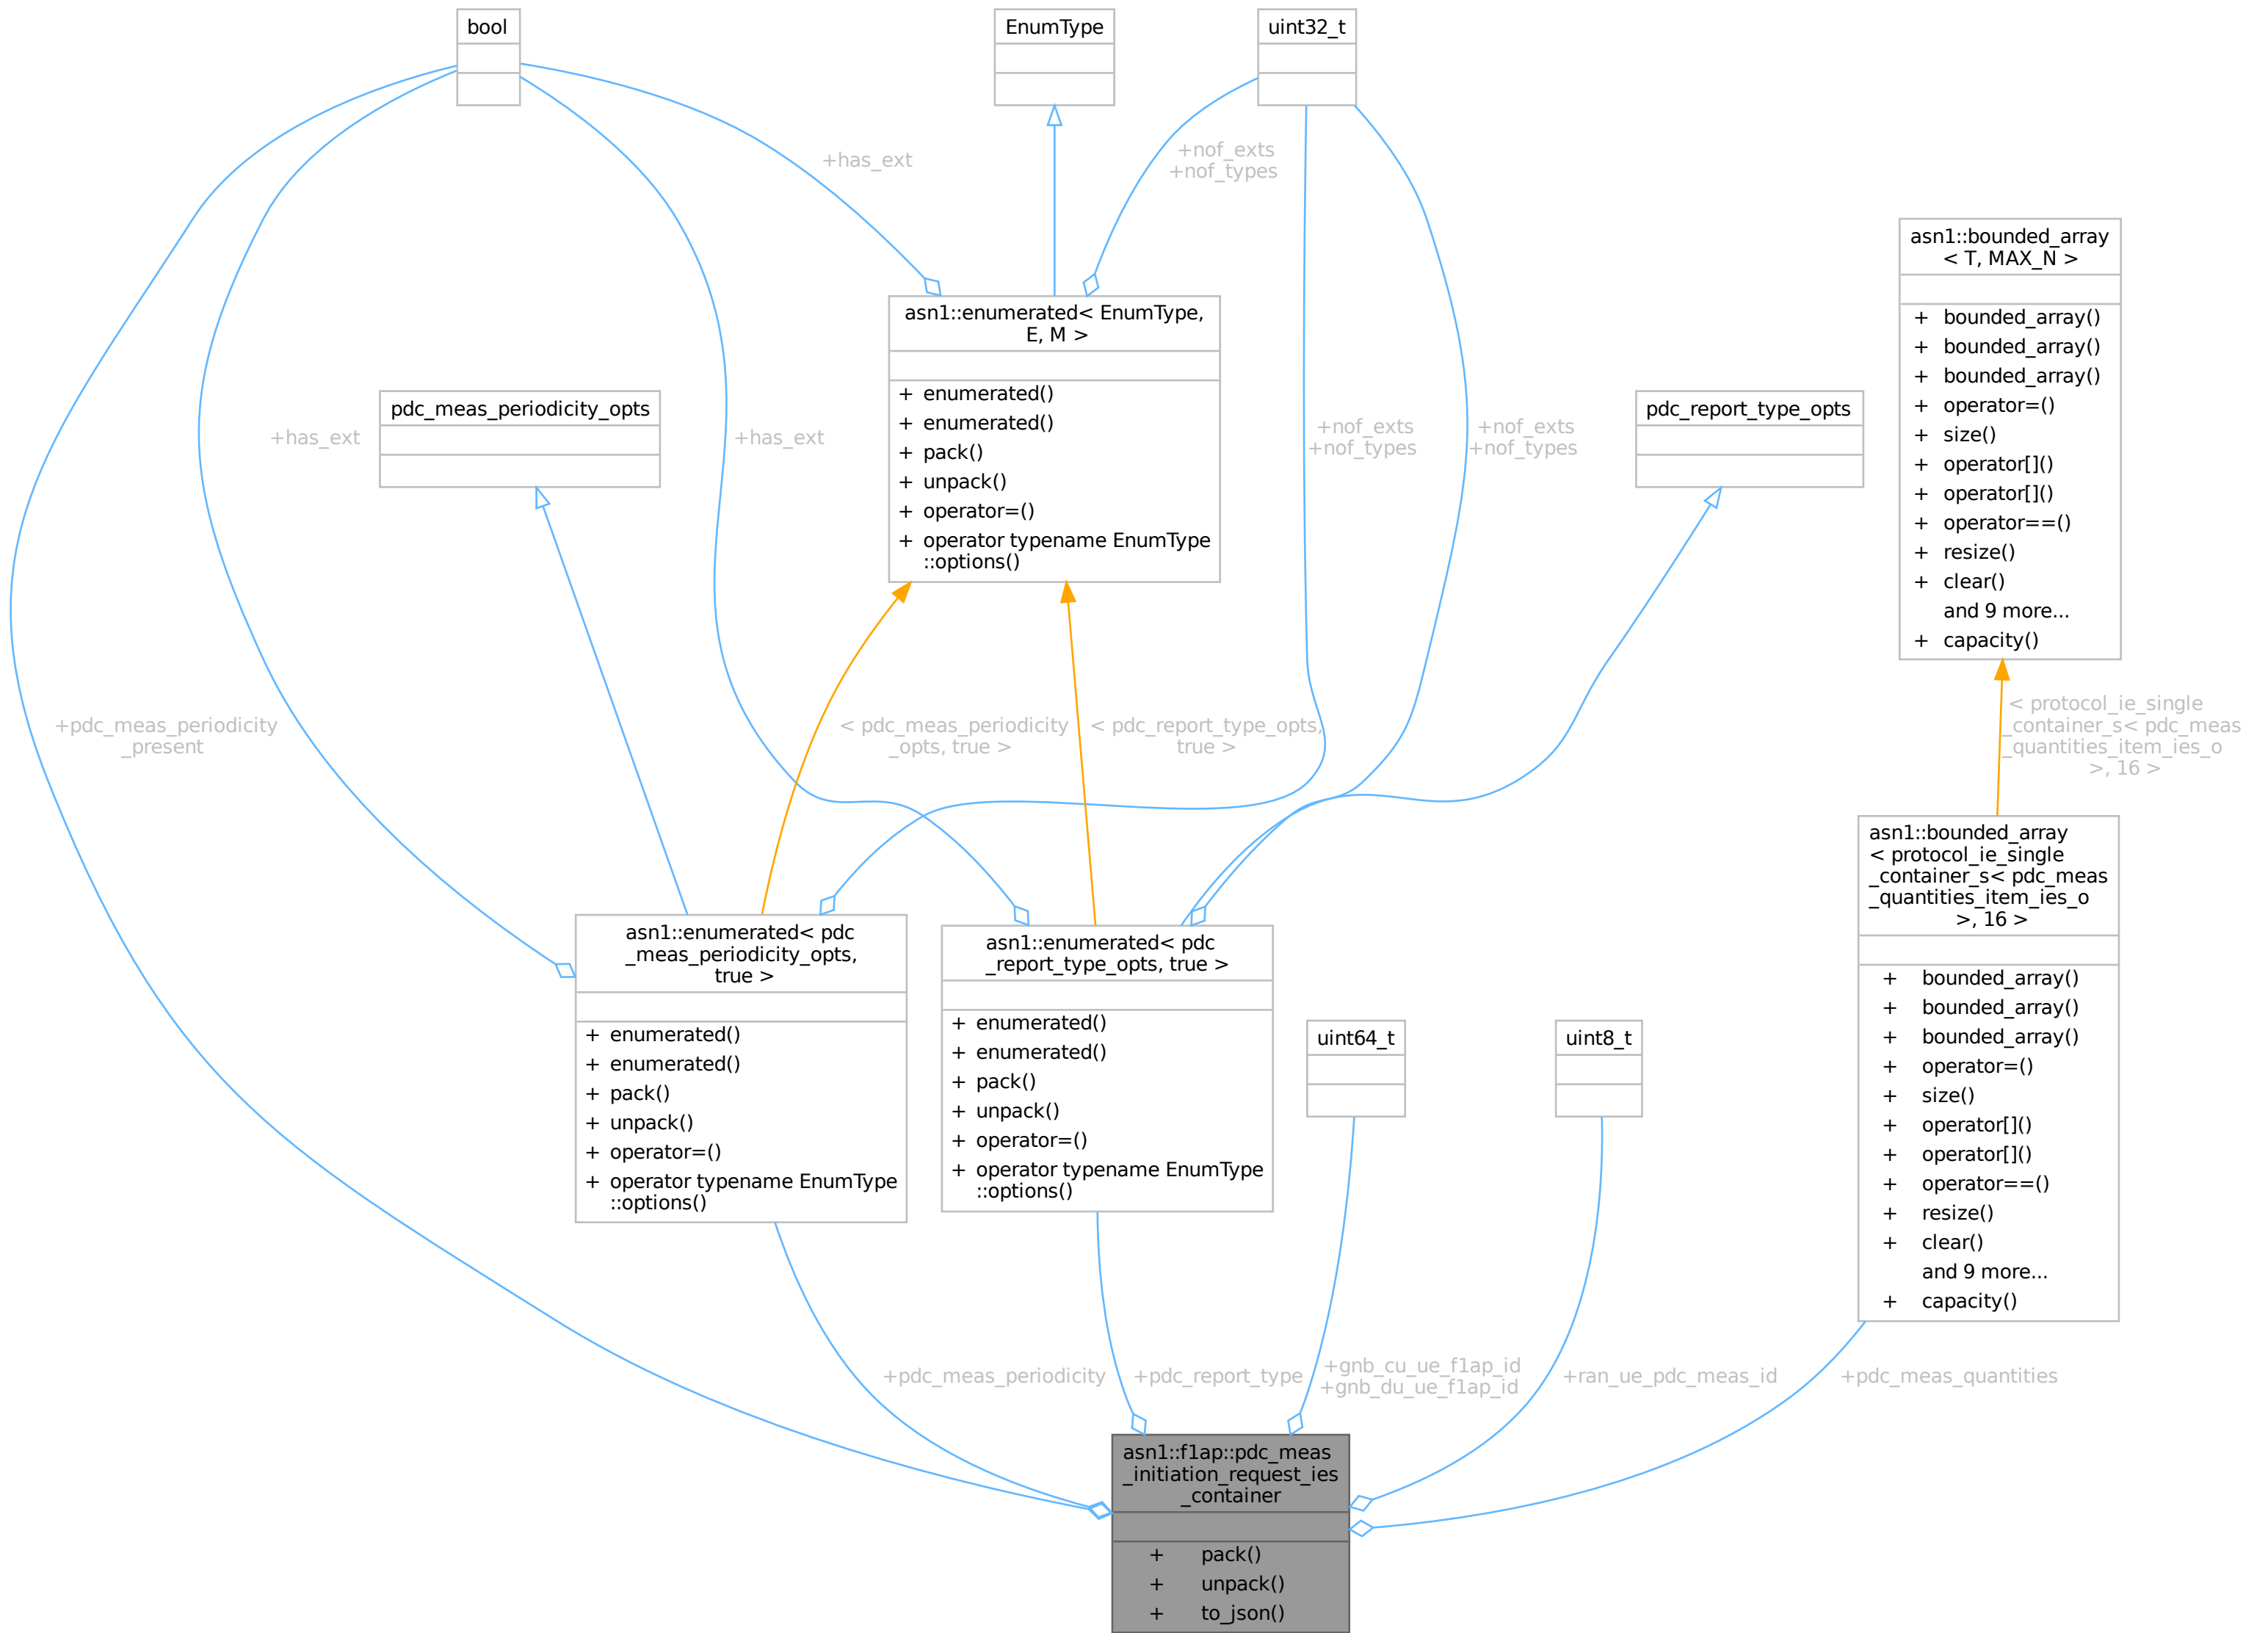 bool
EnumType
uint32_t
+has_ext
+nof_exts
+nof_types
asn1::bounded_array
< T, MAX_N >
+ bounded_array()
+ bounded_array()
+ bounded_array()
+ operator=()
+ size()
+ operator[]()
+ operator[]()
+ operator==()
+ resize()
+ clear()
and 9 more...
+ capacity()
asn1::enumerated< EnumType,
E, M >
+ enumerated()
+ enumerated()
+ pack()
+ unpack()
+ operator=()
+ operator typename EnumType
::options()
pdc_meas_periodicity_opts
+has_ext
+has_ext
+nof_exts
+nof_types
+nof_exts
+nof_types
pdc_report_type_opts
+pdc_meas_periodicity
_present
< pdc_meas_periodicity
_opts, true >
< pdc_report_type_opts,
true >
< protocol_ie_single
_container_s< pdc_meas
_quantities_item_ies_o
>, 16 >
asn1::enumerated< pdc
_meas_periodicity_opts,
true >
+ enumerated()
+ enumerated()
+ pack()
+ unpack()
+ operator=()
+ operator typename EnumType
::options()
asn1::enumerated< pdc
_report_type_opts, true >
+ enumerated()
+ enumerated()
+ pack()
+ unpack()
+ operator=()
+ operator typename EnumType
::options()
uint64_t
uint8_t
asn1::bounded_array
< protocol_ie_single
_container_s< pdc_meas
_quantities_item_ies_o
>, 16 >
+ bounded_array()
+ bounded_array()
+ bounded_array()
+ operator=()
+ size()
+ operator[]()
+ operator[]()
+ operator==()
+ resize()
+ clear()
and 9 more...
+ capacity()
+pdc_meas_periodicity
+pdc_report_type
+gnb_cu_ue_f1ap_id
+gnb_du_ue_f1ap_id
+ran_ue_pdc_meas_id
+pdc_meas_quantities
asn1::f1ap::pdc_meas
_initiation_request_ies
_container
+ pack()
+ unpack()
+ to_json()